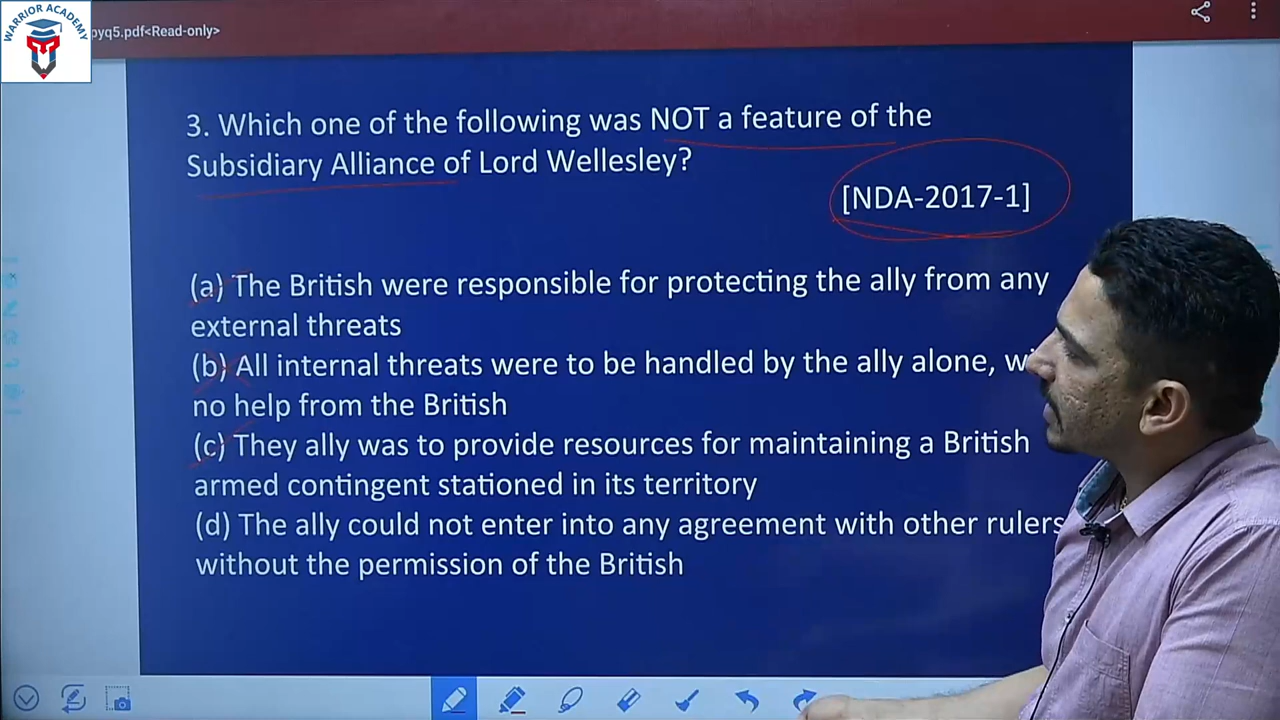 WARRIOR ACADEMY
pyq5.pdf<Read-only>
3. Which one of the following was NOT a feature of the
Subsidiary Alliance of Lord Wellesley?
[NDA-2017-1]
(a) The British were responsible for protecting the ally from any
external threats
(b) All internal threats were to be handled by the ally alone,
no help from the British
(c) They ally was to provide resources for maintaining a British
armed contingent stationed in its territory
(d) The ally could not enter into any agreement with other rulers
without the permission of the British